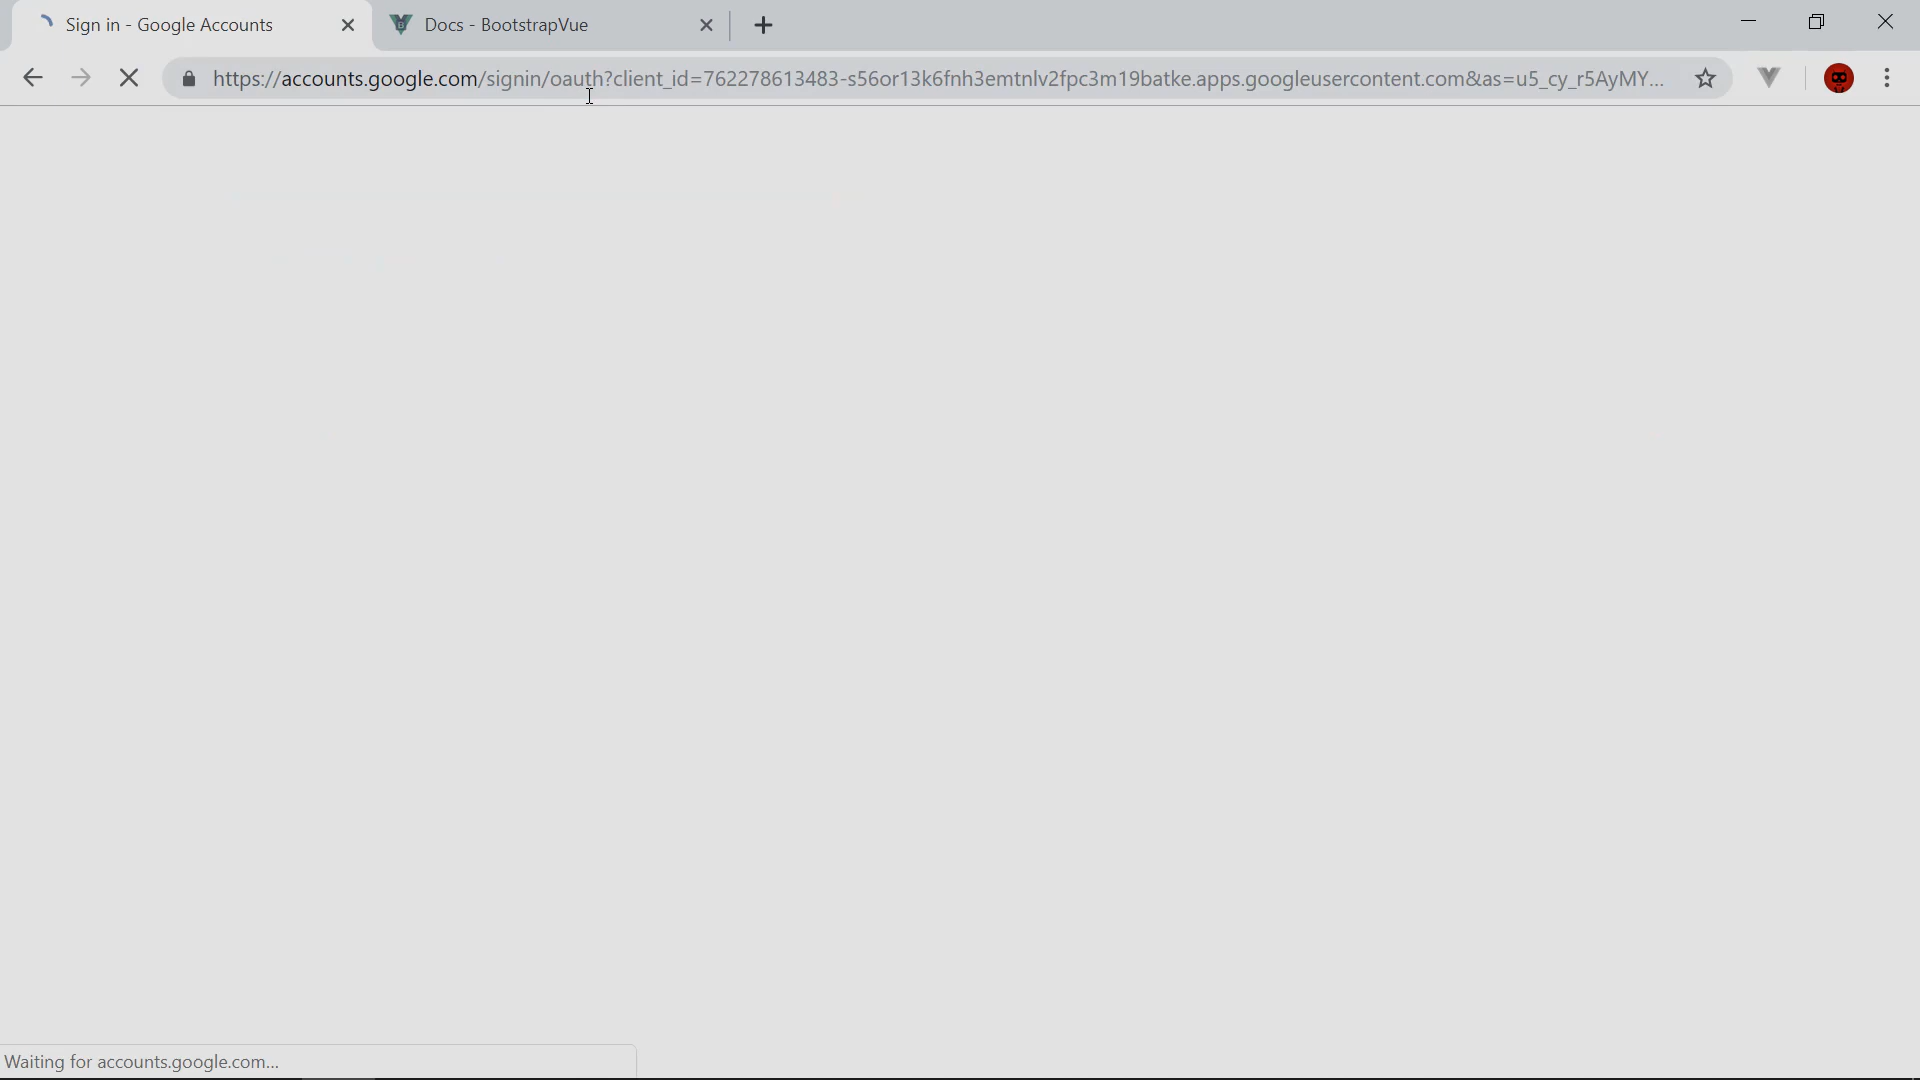 Sign in - Google Accounts
Docs - BootstrapVue
https://accounts.google.com/signin/oauth?client_id=762278613483-s56or13k6fnh3emtnlv2fpc3m19batke.apps.googleusercontent.com&as=u5_cy_r5AyMY...
Waiting for accounts.google.com...